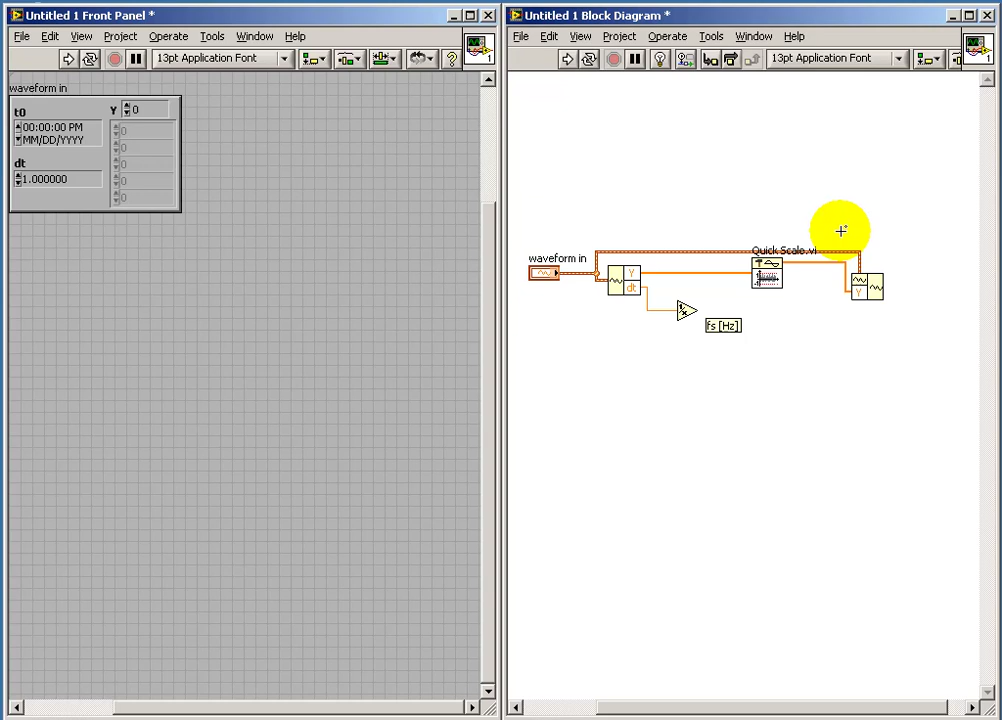 Untitled 1 Front Panel *
File Edit View Project Operate Tools Window Help
13pt Application Font
1
waveform in
t0
00:00:00 PM
MM/DD/YYYY
dt
1.000000
Y
0
0
0
0
0
0
Untitled 1 Block Diagram *
File Edit View Project Operate Tools Window Help
13pt Application Font
1
waveform in
Quick Scale.vi
Y
dt
1/x
fs [Hz]
Y